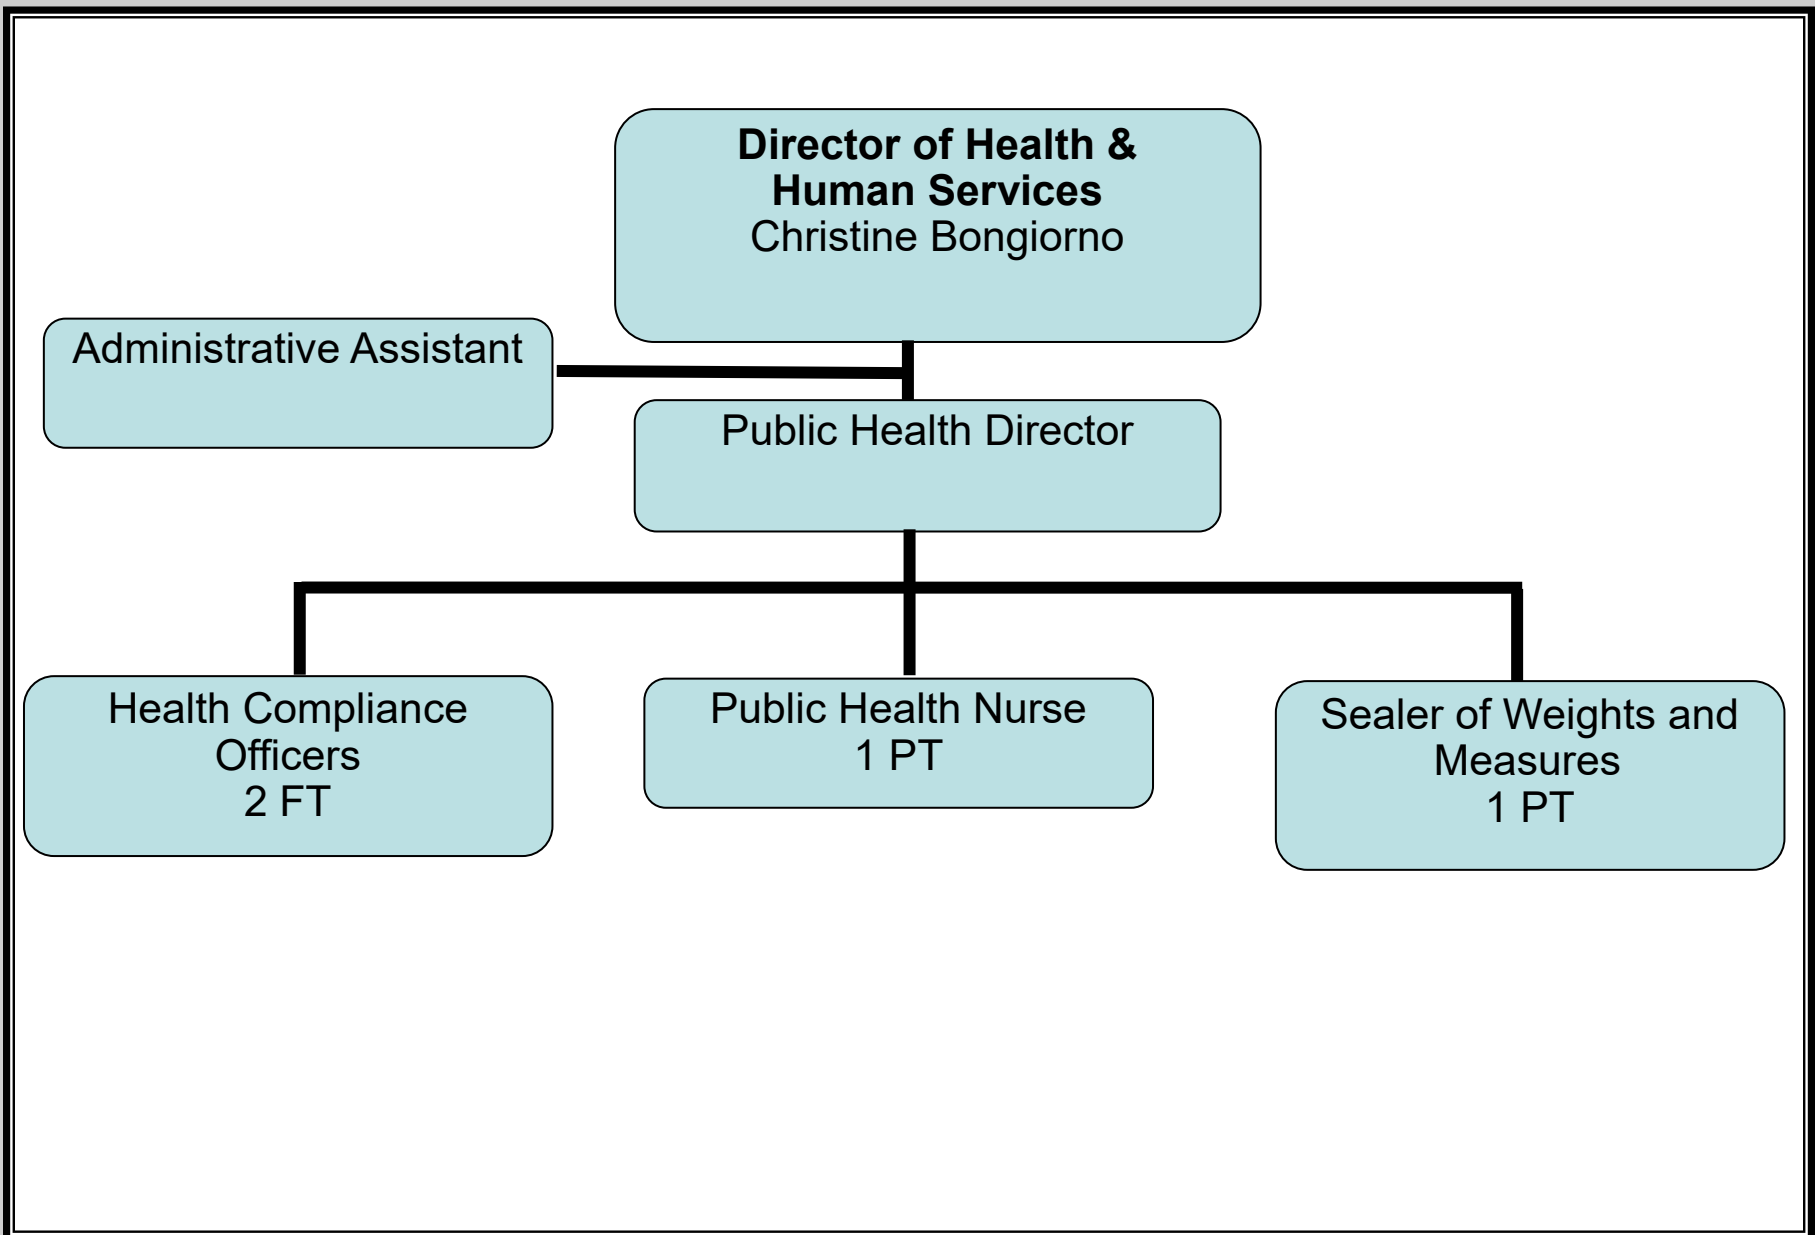 Director of Health &
Human Services
Christine Bongiorno
Administrative Assistant
Public Health Director
Health Compliance
Officers
2 FT
Public Health Nurse
1 PT
Sealer of Weights and
Measures
1 PT